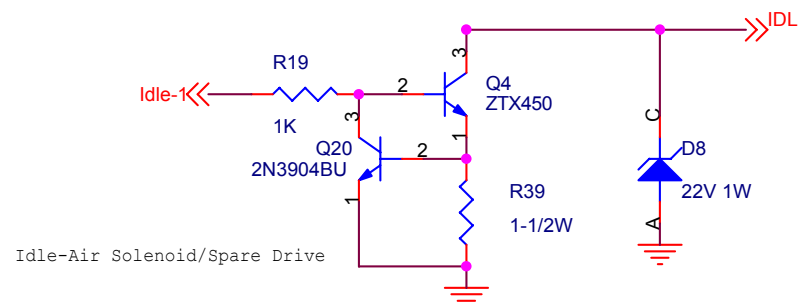 IDL
3
R19
Q4
ZTX450
Idle-1
2
1K
3
1
C
Q20
2N3904BU
2
D8
22V 1W
R39
1-1/2W
1
A
Idle-Air Solenoid/Spare Drive